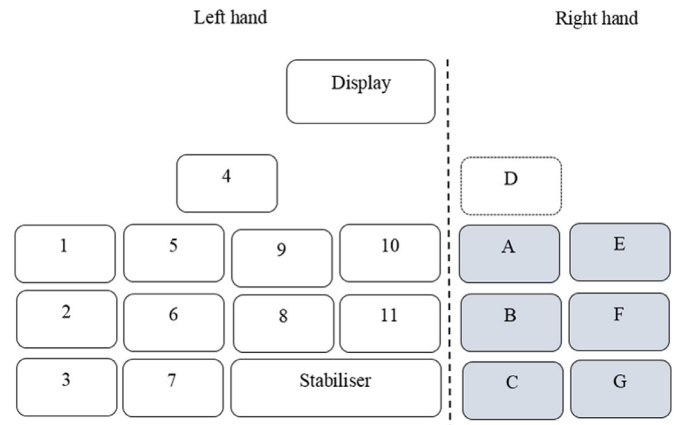 Left hand Right hand
Display
4 D
1 5 9 10 A E
2 6 8 11 B F
3 7 Stabiliser C G